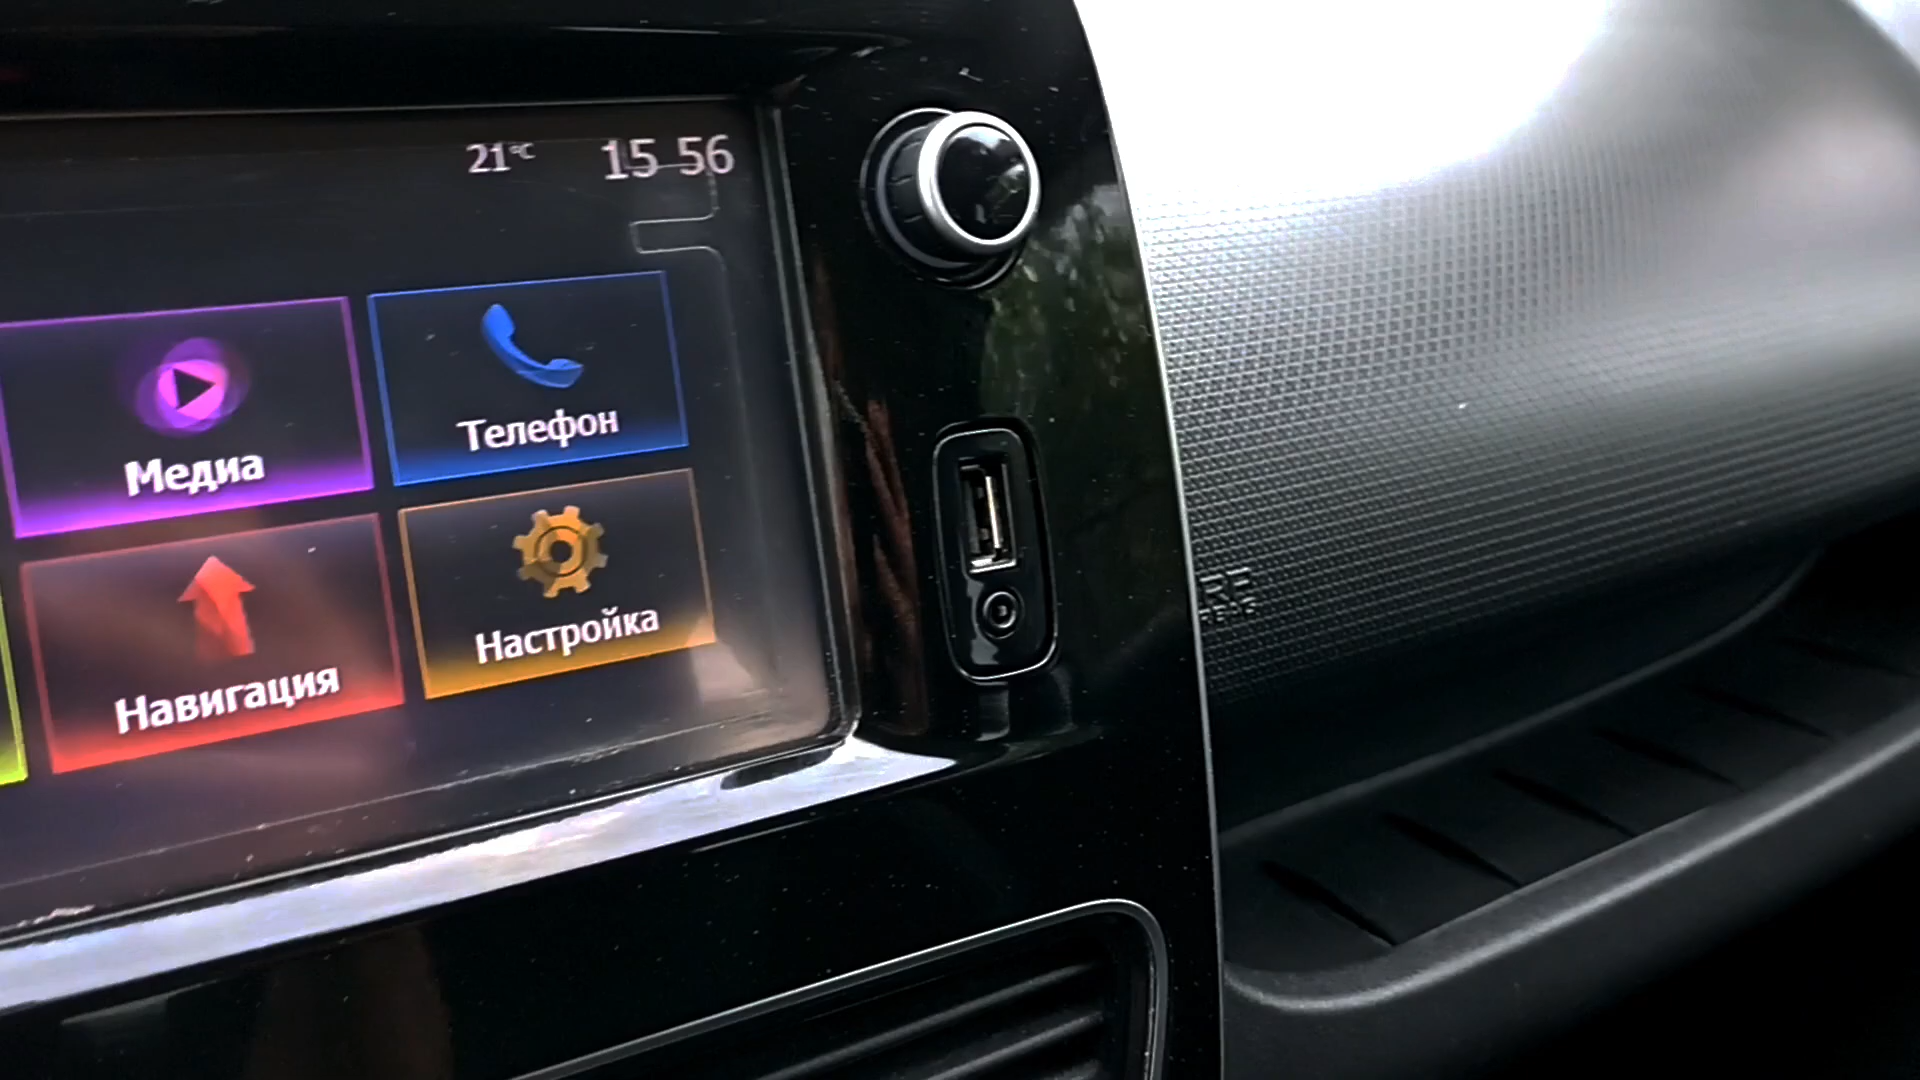 21°C 15 56
Медиа
Телефон
Навигация
Настройка